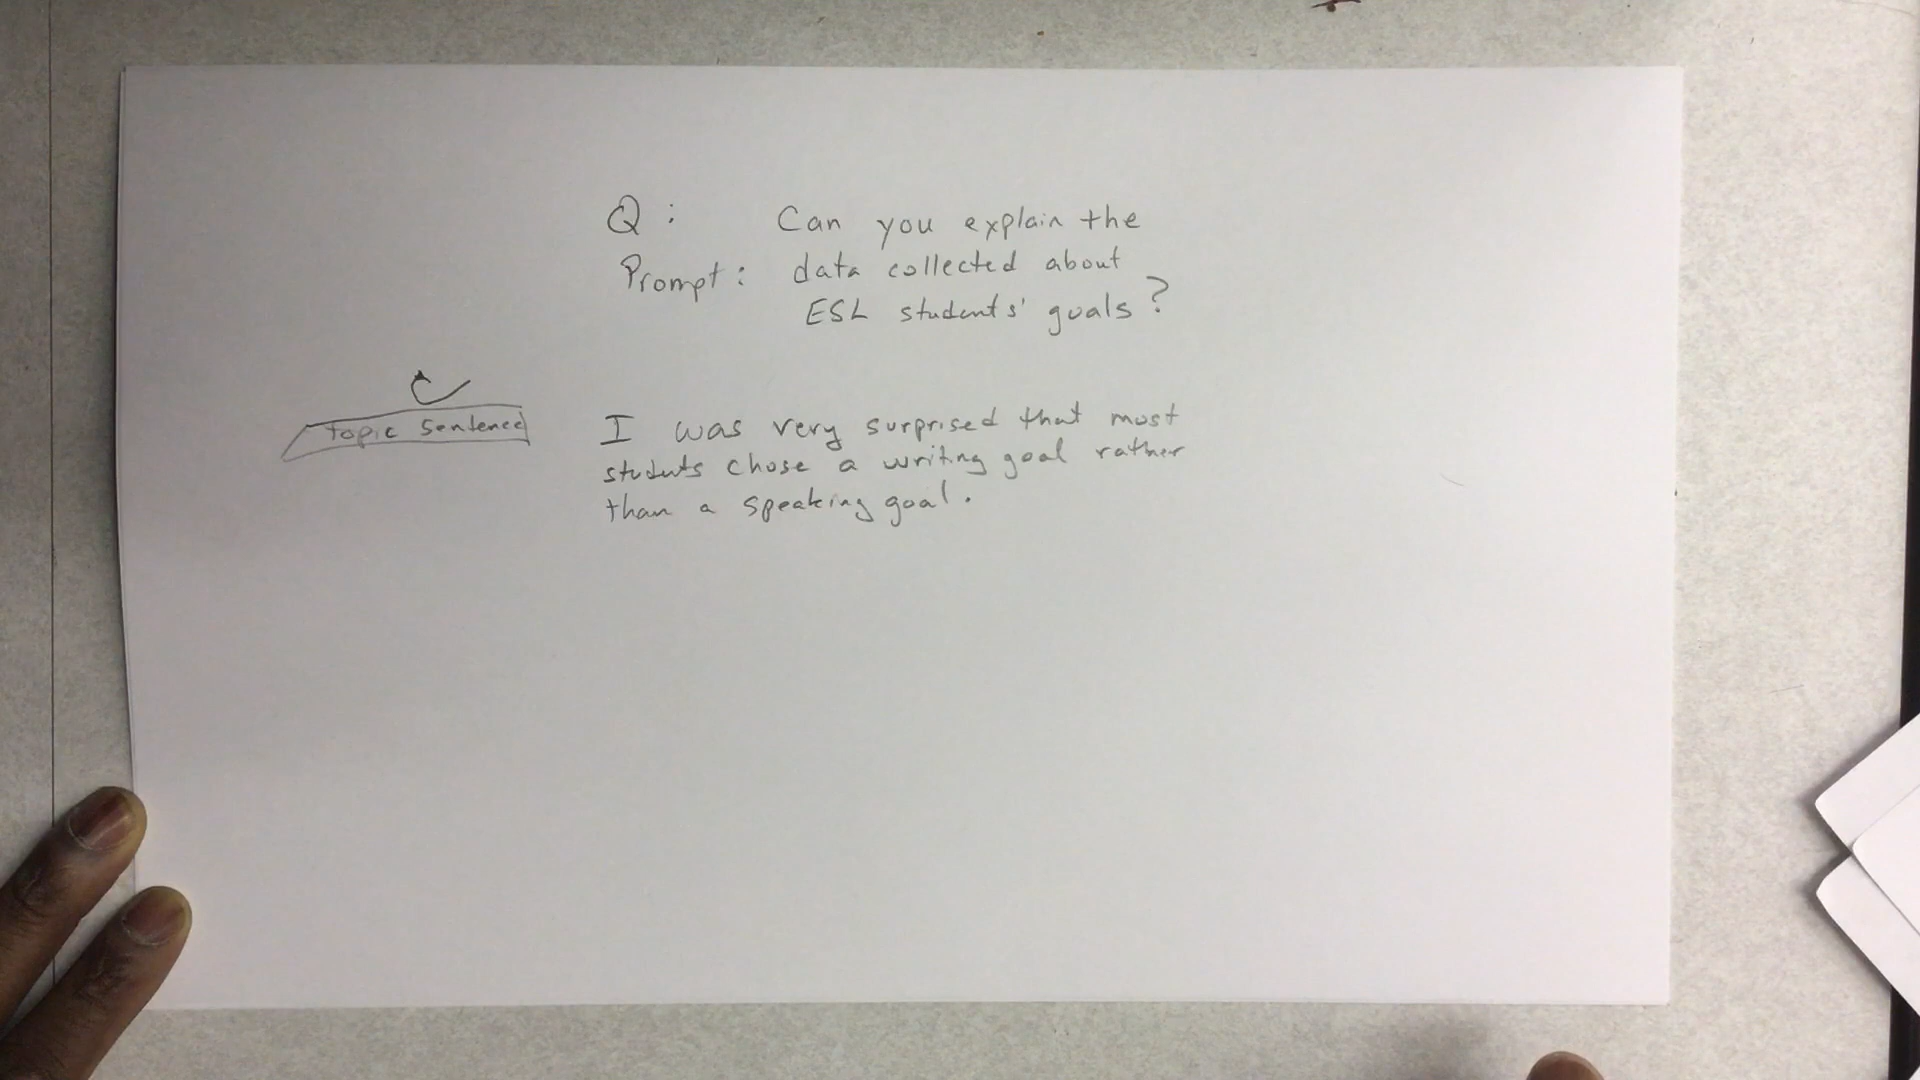 Q: Can you explain the
Prompt: data collected about
ESL students' goals?
Topic Sentence
I was very surprised that most
students chose a writing goal rather
than a speaking goal.